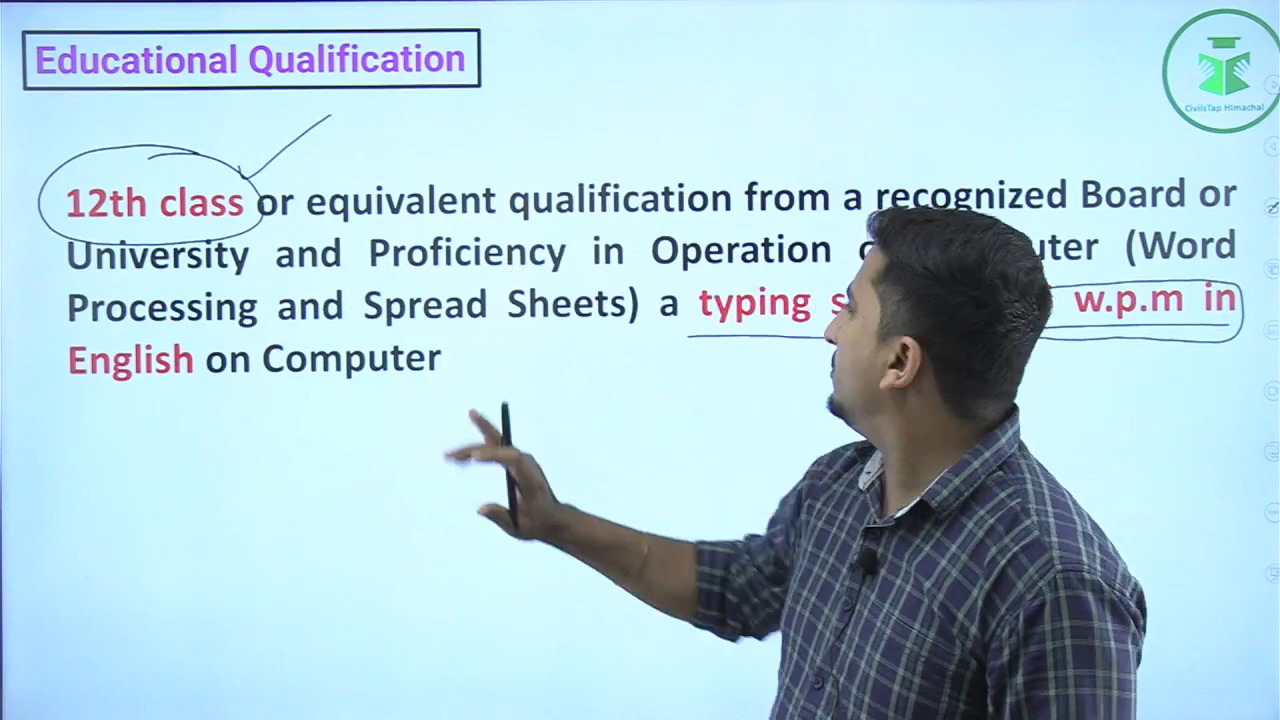 Educational Qualification
CivilsTap Himachal
12th class or equivalent qualification from a recognized Board or
University and Proficiency in Operation uter (Word
Processing and Spread Sheets) a typing w.p.m in
English on Computer